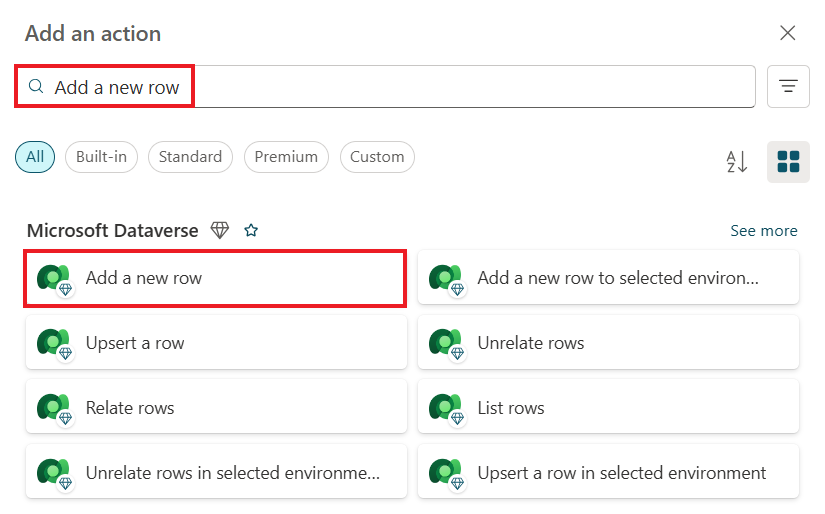 Add an action
Add a new row
All
Built-in
Standard
Premium
Custom
A
Z
Microsoft Dataverse
See more
Add a new row
Add a new row to selected environ...
Upsert a row
Unrelate rows
Relate rows
List rows
Unrelate rows in selected environme...
Upsert a row in selected environment